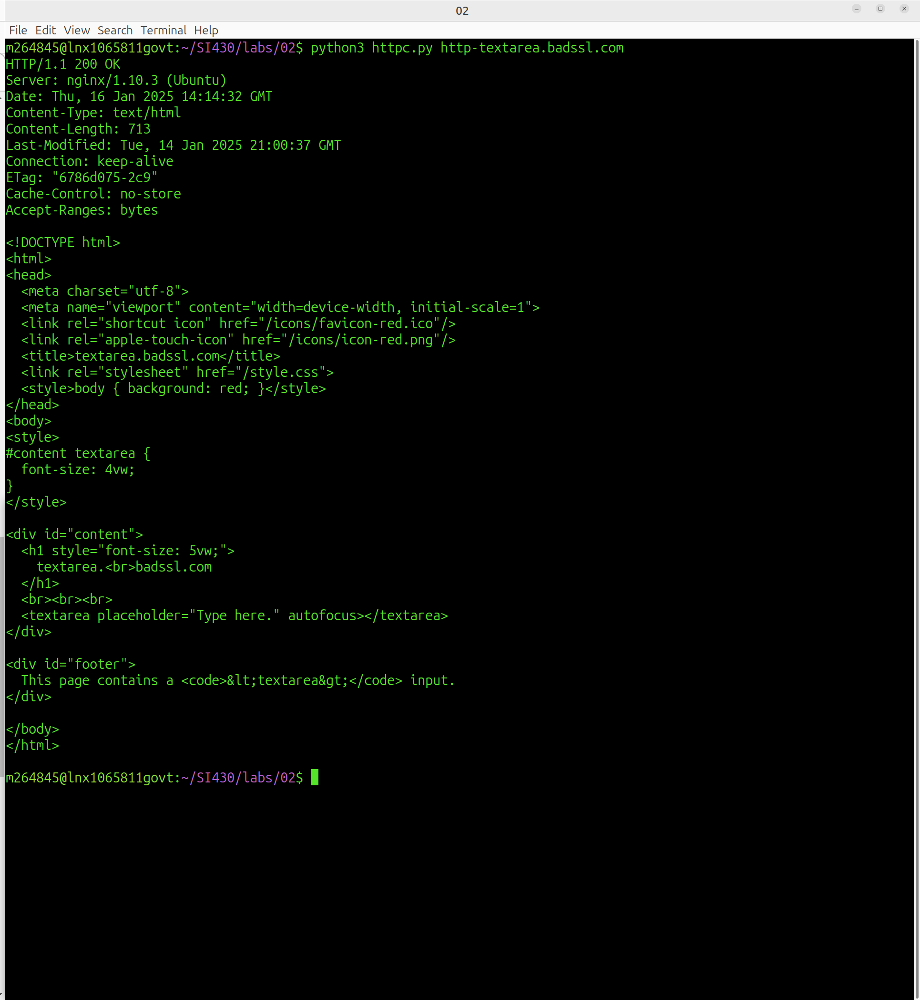 02
File Edit View Search Terminal Help
m264845@lnx1065811govt:~/SI430/labs/02$ python3 httpc.py http-textarea.badssl.com
HTTP/1.1 200 OK
Server: nginx/1.10.3 (Ubuntu)
Date: Thu, 16 Jan 2025 14:14:32 GMT
Content-Type: text/html
Content-Length: 713
Last-Modified: Tue, 14 Jan 2025 21:00:37 GMT
Connection: keep-alive
ETag: "6786d075-2c9"
Cache-Control: no-store
Accept-Ranges: bytes

<!DOCTYPE html>
<html>
<head>
  <meta charset="utf-8">
  <meta name="viewport" content="width=device-width, initial-scale=1">
  <link rel="shortcut icon" href="/icons/favicon-red.ico"/>
  <link rel="apple-touch-icon" href="/icons/icon-red.png"/>
  <title>textarea.badssl.com</title>
  <link rel="stylesheet" href="/style.css">
  <style>body { background: red; }</style>
</head>
<body>
<style>
#content textarea {
  font-size: 4vw;
}
</style>

<div id="content">
  <h1 style="font-size: 5vw;">
    textarea.<br>badssl.com
  </h1>
  <br><br><br>
  <textarea placeholder="Type here." autofocus></textarea>
</div>

<div id="footer">
  This page contains a <code>&lt;textarea&gt;</code> input.
</div>

</body>
</html>

m264845@lnx1065811govt:~/SI430/labs/02$